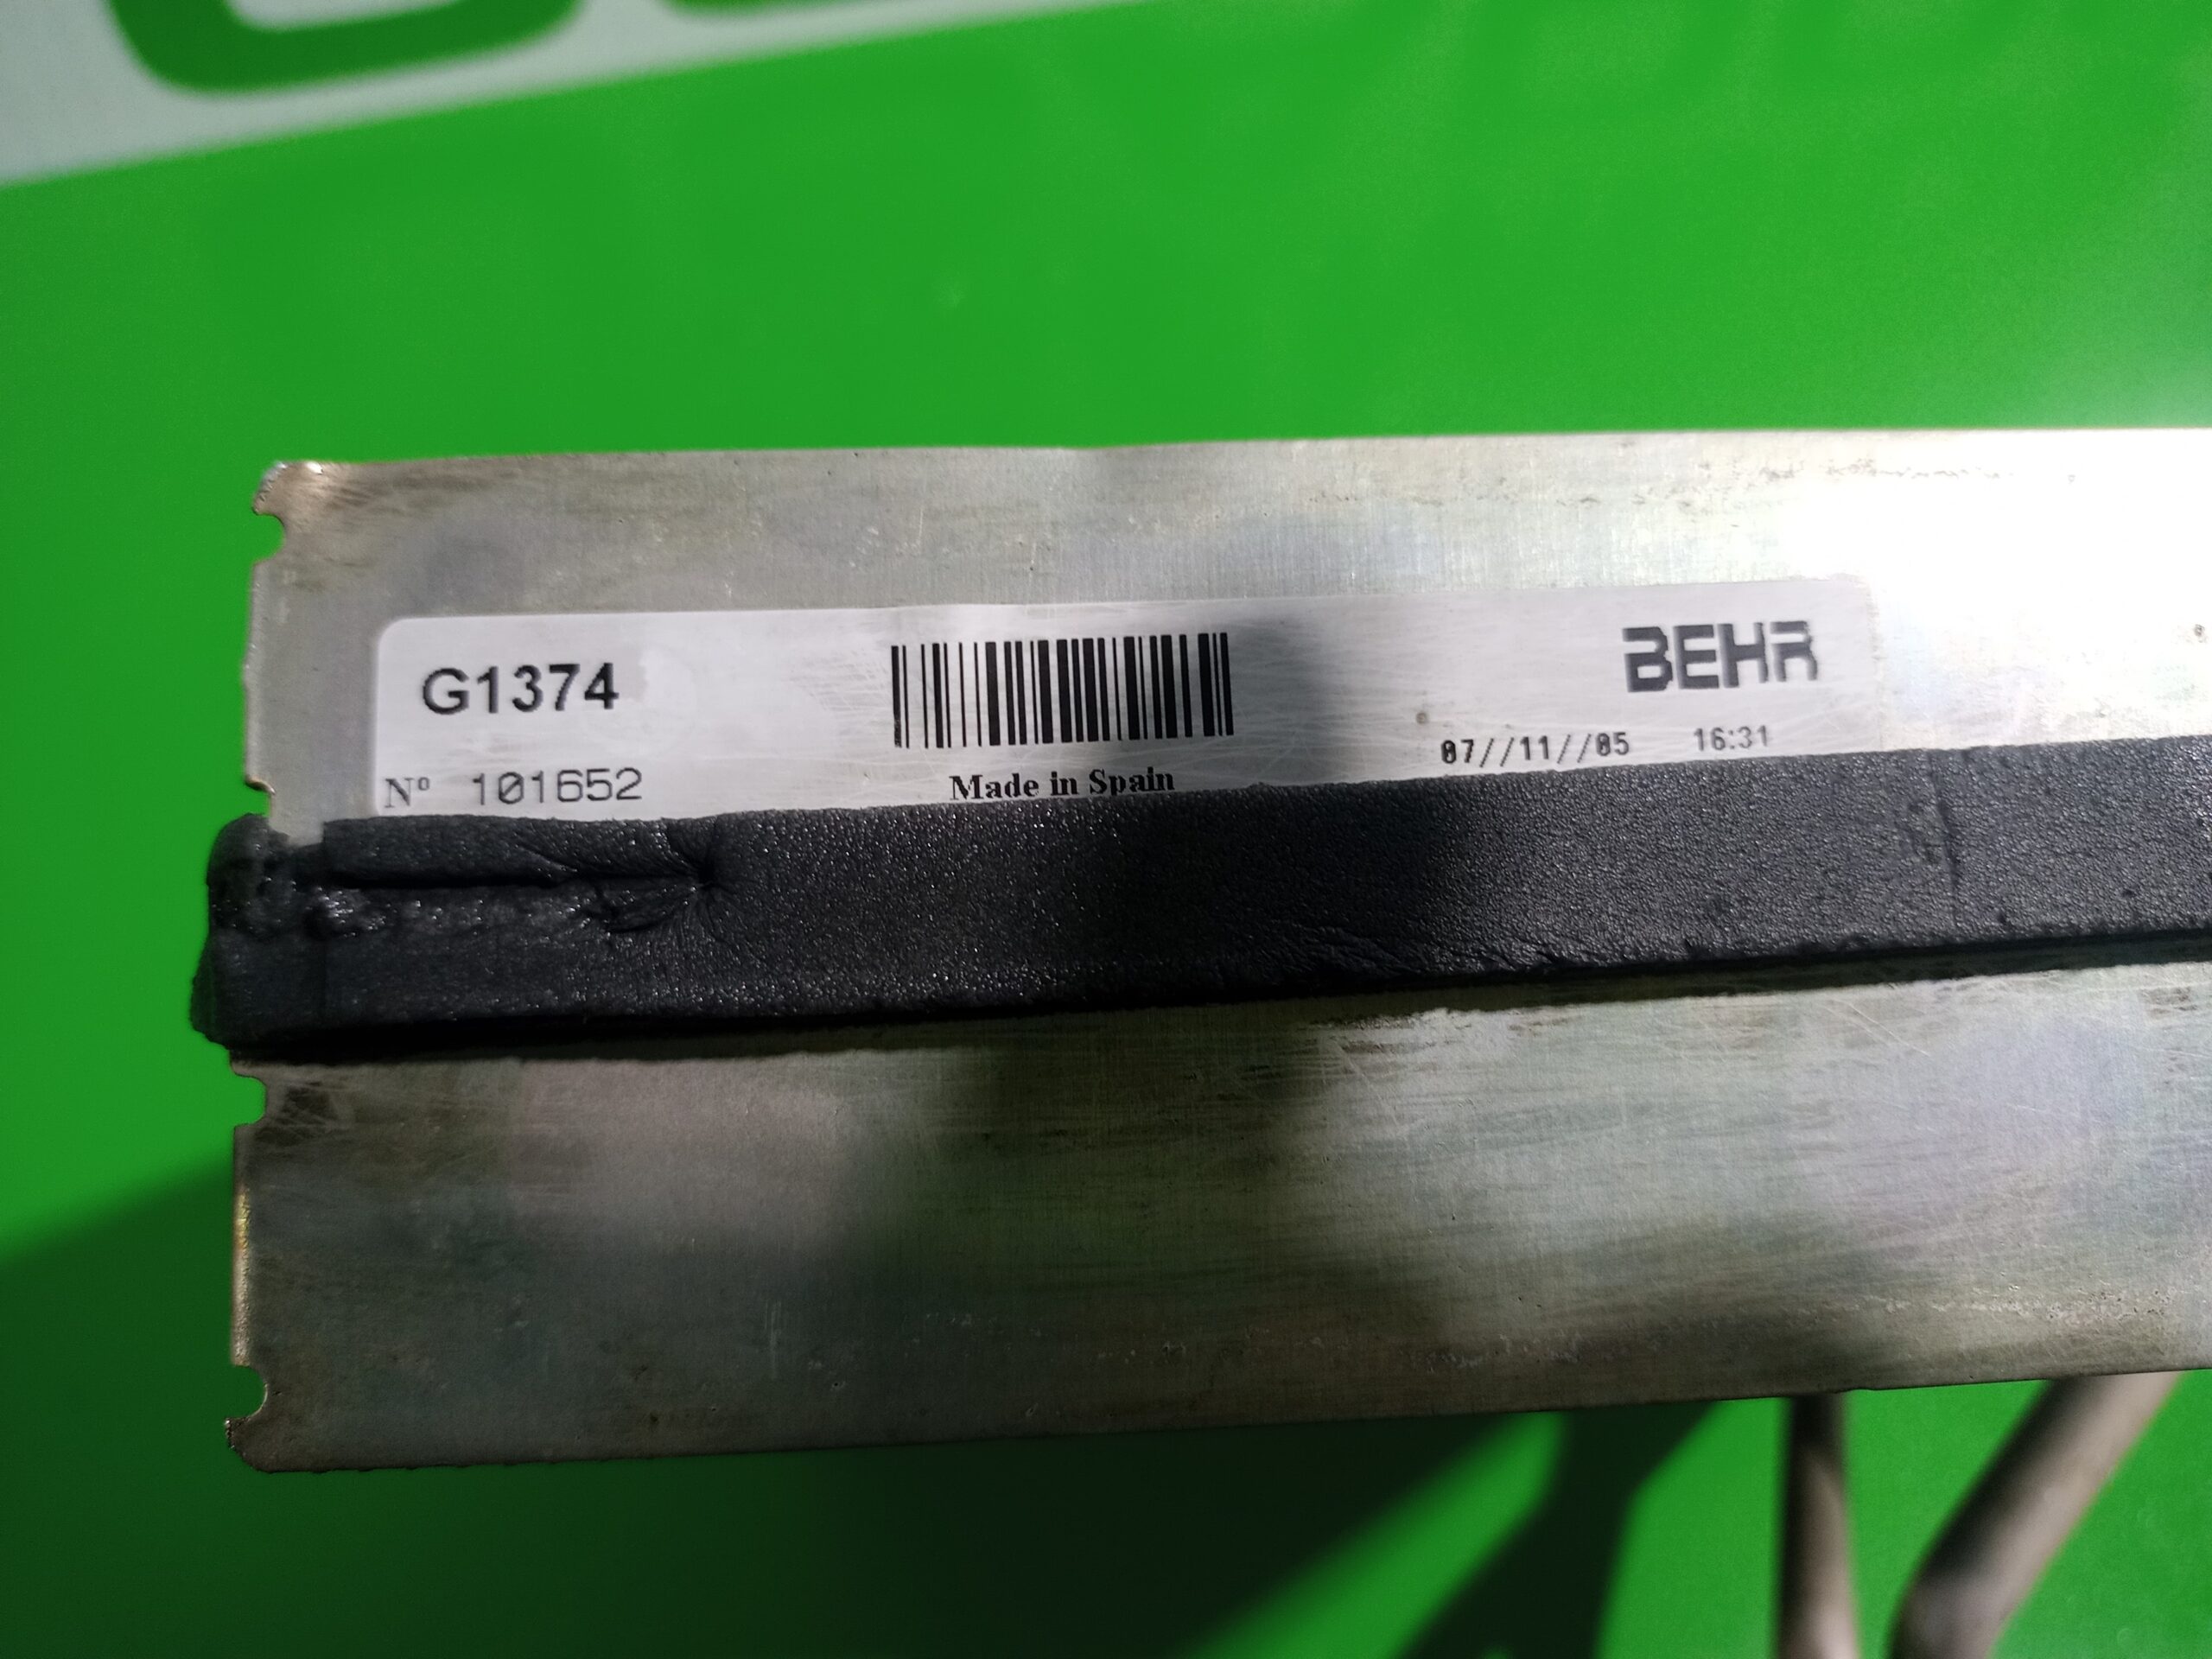 G1374
BEHR
07//11//05 16:31
Nº 101652
Made in Spain